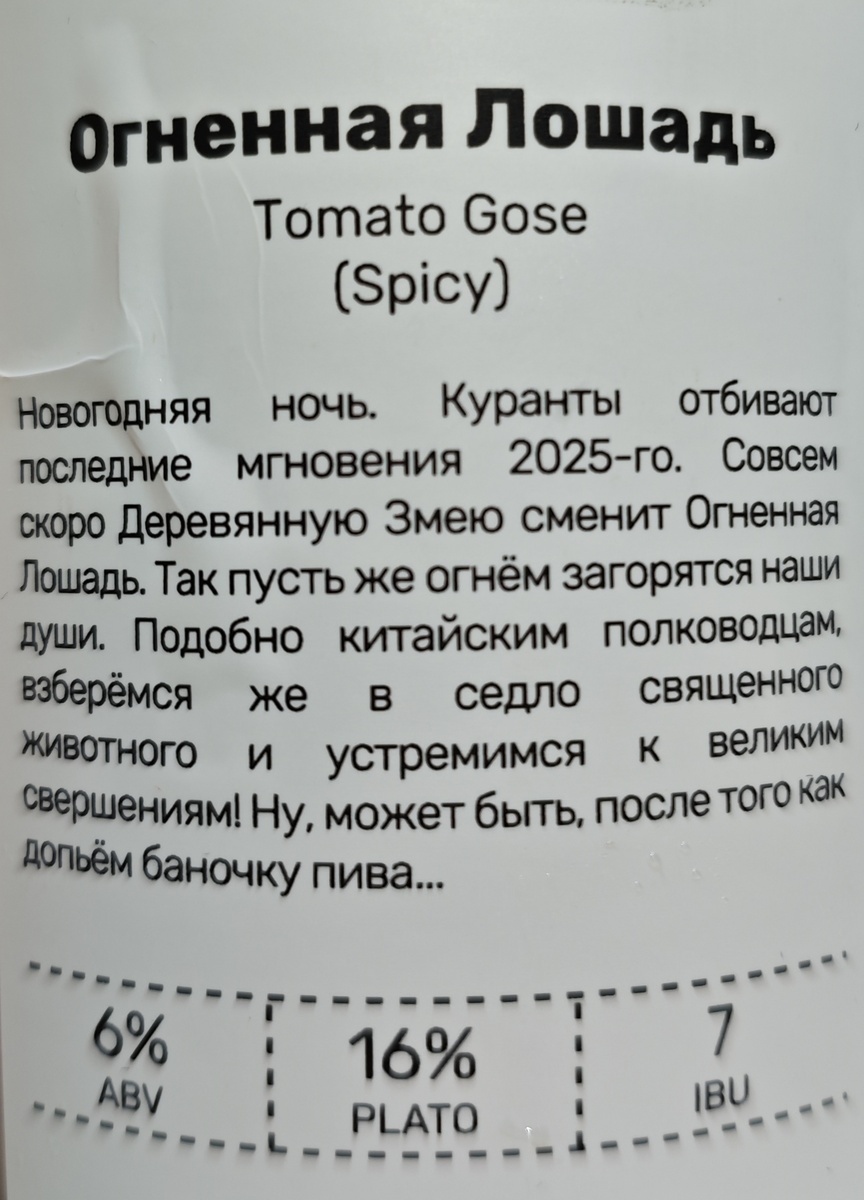 Огненная Лошадь
Tomato Gose
(Spicy)
Новогодняя ночь. Куранты отбивают
последние мгновения 2025-го. Совсем
скоро Деревянную Змею сменит Огненная
Лошадь. Так пусть же огнём загорятся наши
души. Подобно китайским полководцам,
взберёмся же в седло священного
животного и устремимся к великим
свершениям! Ну, может быть, после того как
допьём баночку пива...
6% 16% 7
ABV PLATO IBU